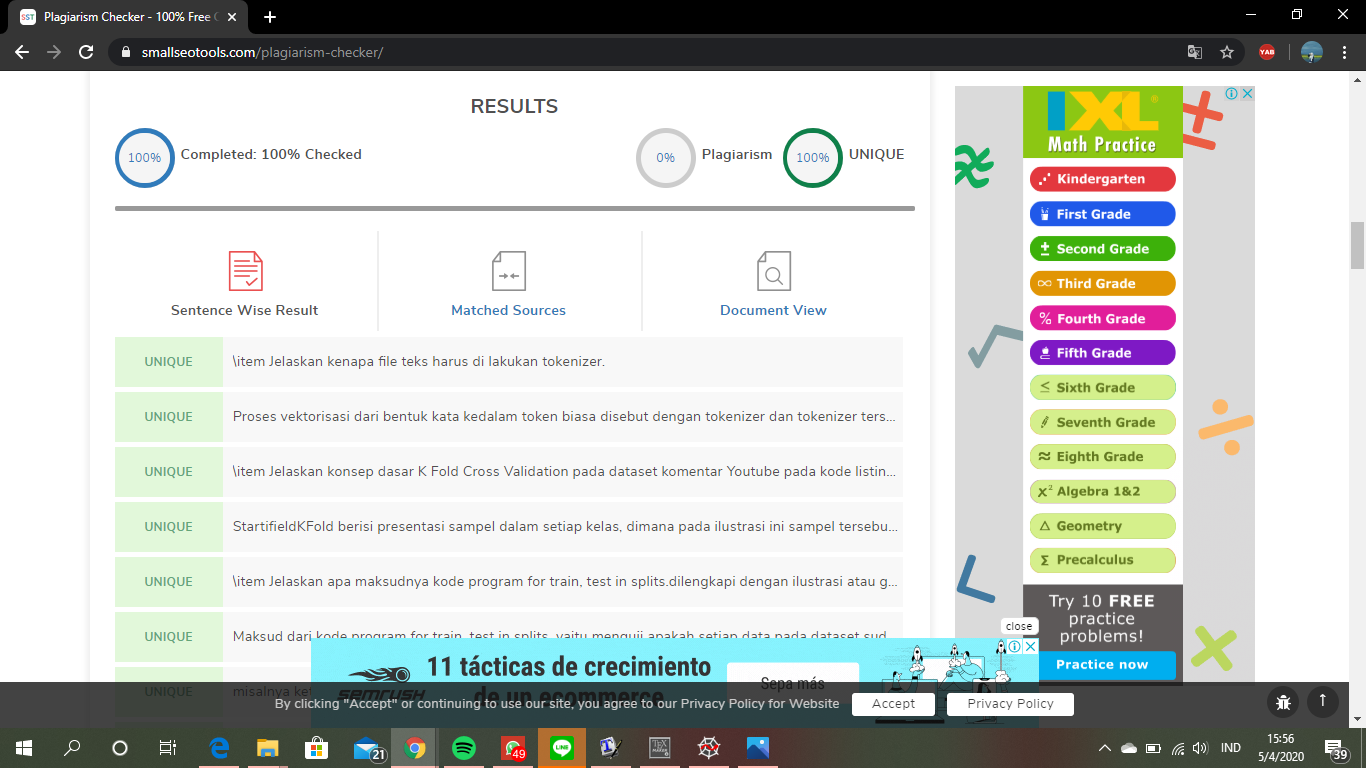 Plagiarism Checker - 100% Free
smallseotools.com/plagiarism-checker/
RESULTS
100%
Completed: 100% Checked
0%
Plagiarism
100%
UNIQUE
Sentence Wise Result
Matched Sources
Document View
UNIQUE
\item Jelaskan kenapa file teks harus di lakukan tokenizer.
UNIQUE
Proses vektorisasi dari bentuk kata kedalam token biasa disebut dengan tokenizer dan tokenizer ters...
UNIQUE
\item Jelaskan konsep dasar K Fold Cross Validation pada dataset komentar Youtube pada kode listin...
UNIQUE
StartifieldKFold berisi presentasi sampel dalam setiap kelas, dimana pada ilustrasi ini sampel tersebu...
UNIQUE
\item Jelaskan apa maksudnya kode program for train, test in splits.dilengkapi dengan ilustrasi atau g...
UNIQUE
Maksud dari kode program for train, test in splits, yaitu menguji apakah setiap data pada dataset sud...
UNIQUE
misalnya ket
IXL
Math Practice
Kindergarten
First Grade
Second Grade
Third Grade
Fourth Grade
Fifth Grade
Sixth Grade
Seventh Grade
Eighth Grade
Algebra 1&2
Geometry
Precalculus
Try 10 FREE
practice
problems!
Practice now
close
semrush
11 tácticas de crecimiento
de un ecommerce
Sepa más
By clicking "Accept" or continuing to use our site, you agree to our Privacy Policy for Website
Accept
Privacy Policy
21
49
LINE
39
IND
15:56
5/4/2020